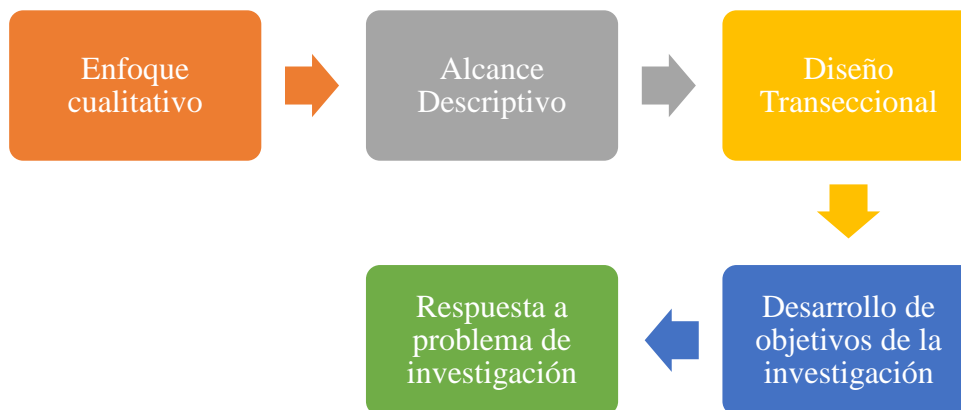 Enfoque
cualitativo
Alcance
Descriptivo
Diseño
Transeccional
Respuesta a
problema de
investigación
Desarrollo de
objetivos de la
investigación